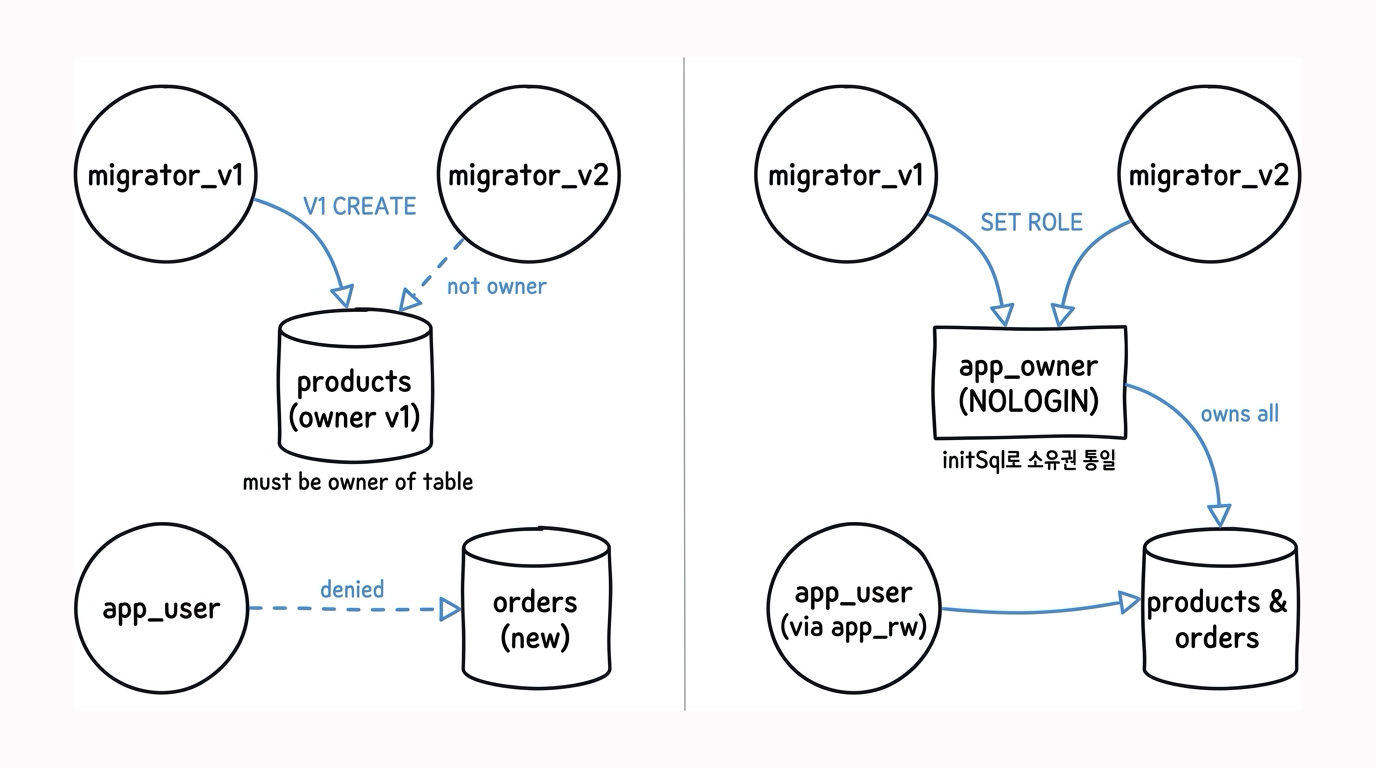 migrator_v1
migrator_v2
V1 CREATE
not owner
products
(owner v1)
must be owner of table
app_user
denied
orders
(new)
migrator_v1
migrator_v2
SET ROLE
app_owner
(NOLOGIN)
owns all
initSql로 소유권 통일
app_user
(via app_rw)
products &
orders